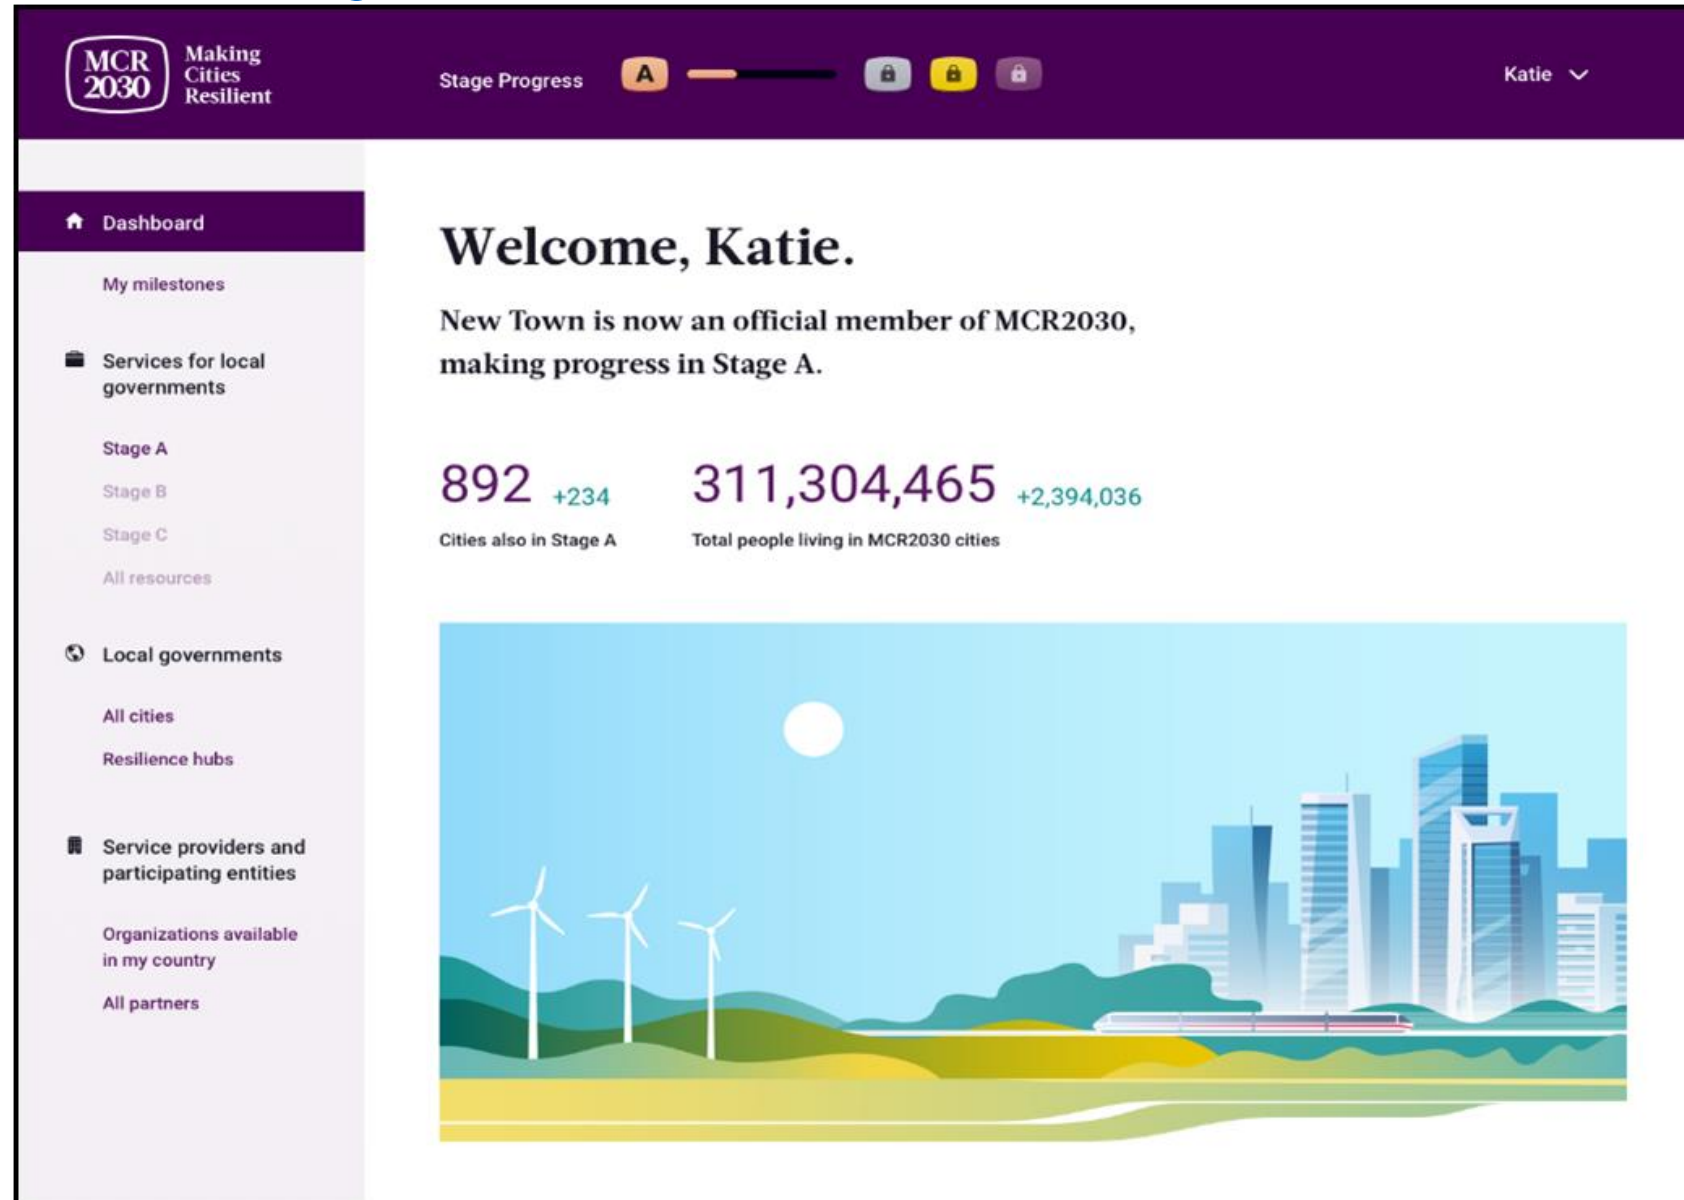 MCR
2030
Making
Cities
Resilient
Stage Progress
A
Katie
Dashboard
My milestones
Services for local
governments
Stage A
Stage B
Stage C
All resources
Local governments
All cities
Resilience hubs
Service providers and
participating entities
Organizations available
in my country
All partners
Welcome, Katie.
New Town is now an official member of MCR2030,
making progress in Stage A.
892 +234
Cities also in Stage A
311,304,465 +2,394,036
Total people living in MCR2030 cities